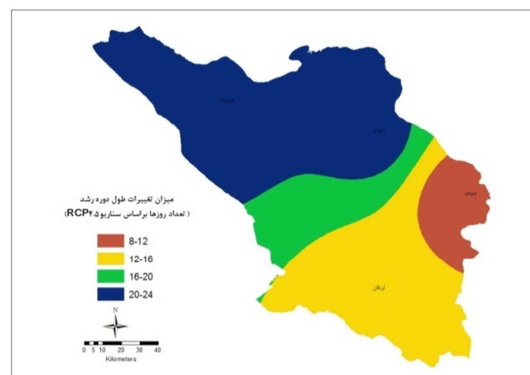 میزان تغییرات طول دوره رشد
( تعداد روزها براساس سناریو RCP۴.۵)
8-12
12-16
16-20
20-24
N
0 5 10 20 30 40
Kilometers
لردگان